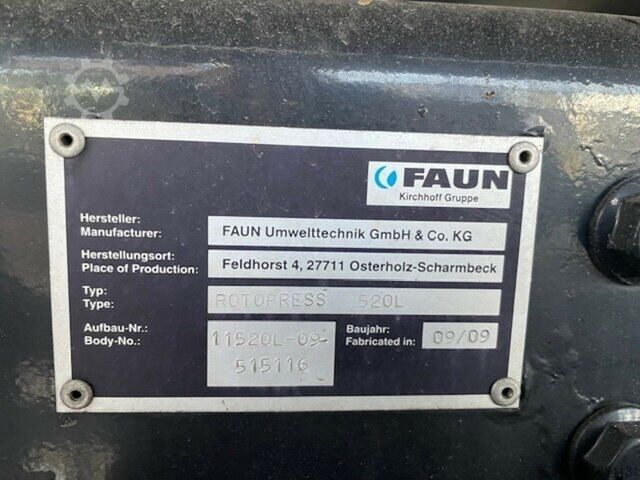 FAUN
Kirchhoff Gruppe
Hersteller:
Manufacturer:
FAUN Umwelttechnik GmbH & Co. KG
Herstellungsort:
Place of Production:
Feldhorst 4, 27711 Osterholz-Scharmbeck
Typ:
Type:
ROTOPRESS 520L
Aufbau-Nr.:
Body-No.:
11520L-09-
515116
Baujahr:
Fabricated in:
09/09